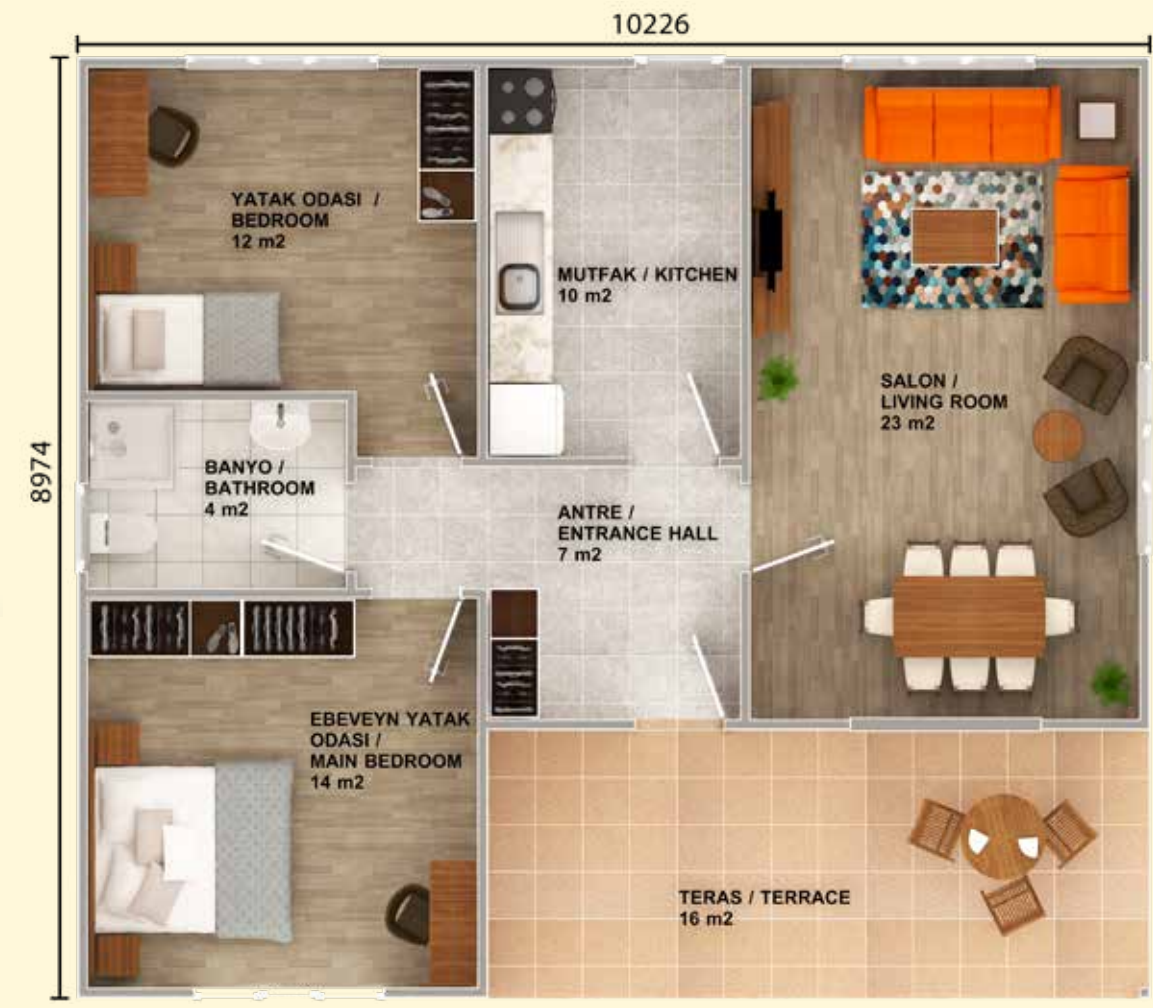 10226
8974
YATAK ODASI /
BEDROOM
12 m2
MUTFAK / KITCHEN
10 m2
SALON /
LIVING ROOM
23 m2
BANYO /
BATHROOM
4 m2
ANTRE /
ENTRANCE HALL
7 m2
EBEVEYN YATAK
ODASI /
MAIN BEDROOM
14 m2
TERAS / TERRACE
16 m2